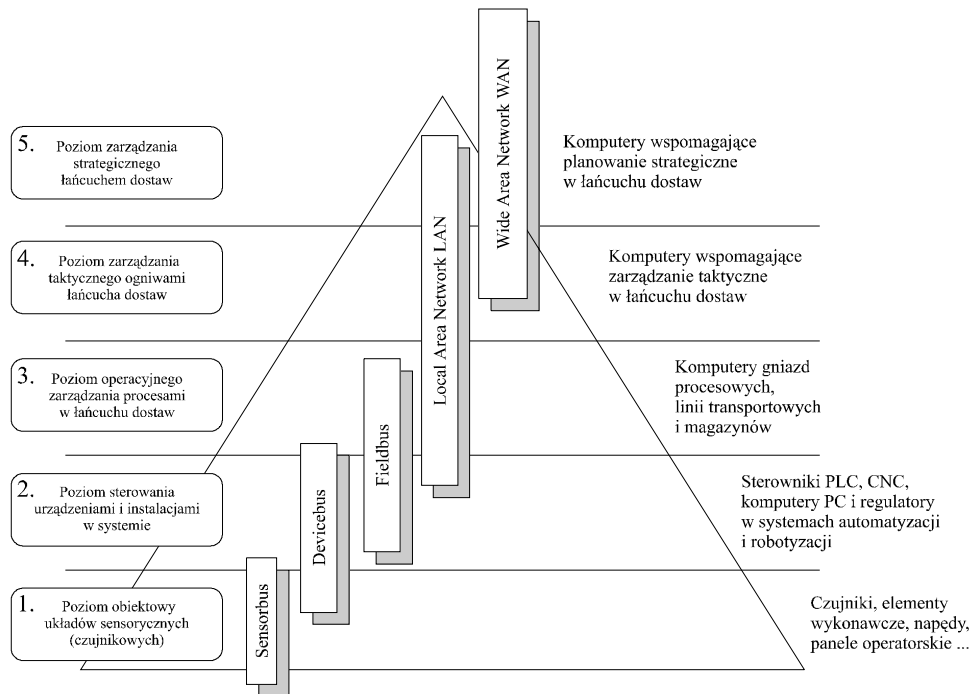 5.
Poziom zarządzania
strategicznego
łańcuchem dostaw
Wide Area Network WAN
Komputery wspomagające
planowanie strategiczne
w łańcuchu dostaw
4.
Poziom zarządzania
taktycznego ogniwami
łańcucha dostaw
Local Area Network LAN
Komputery wspomagające
zarządzanie taktyczne
w łańcuchu dostaw
3.
Poziom operacyjnego
zarządzania procesami
w łańcuchu dostaw
Fieldbus
Komputery gniazd
procesowych,
linii transportowych
i magazynów
2.
Poziom sterowania
urządzeniami i instalacjami
w systemie
Devicebus
Sterowniki PLC, CNC,
komputery PC i regulatory
w systemach automatyzacji
i robotyzacji
1.
Poziom obiektowy
układów sensorycznych
(czujnikowych)
Sensorbus
Czujniki, elementy
wykonawcze, napędy,
panele operatorskie ...